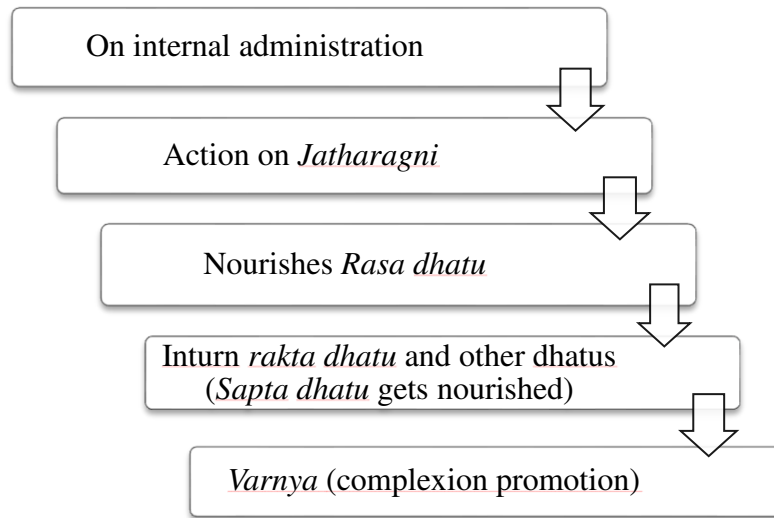 On internal administration
Action on Jatharagni
Nourishes Rasa dhatu
Inturn rakta dhatu and other dhatus
(Sapta dhatu gets nourished)
Varnya (complexion promotion)